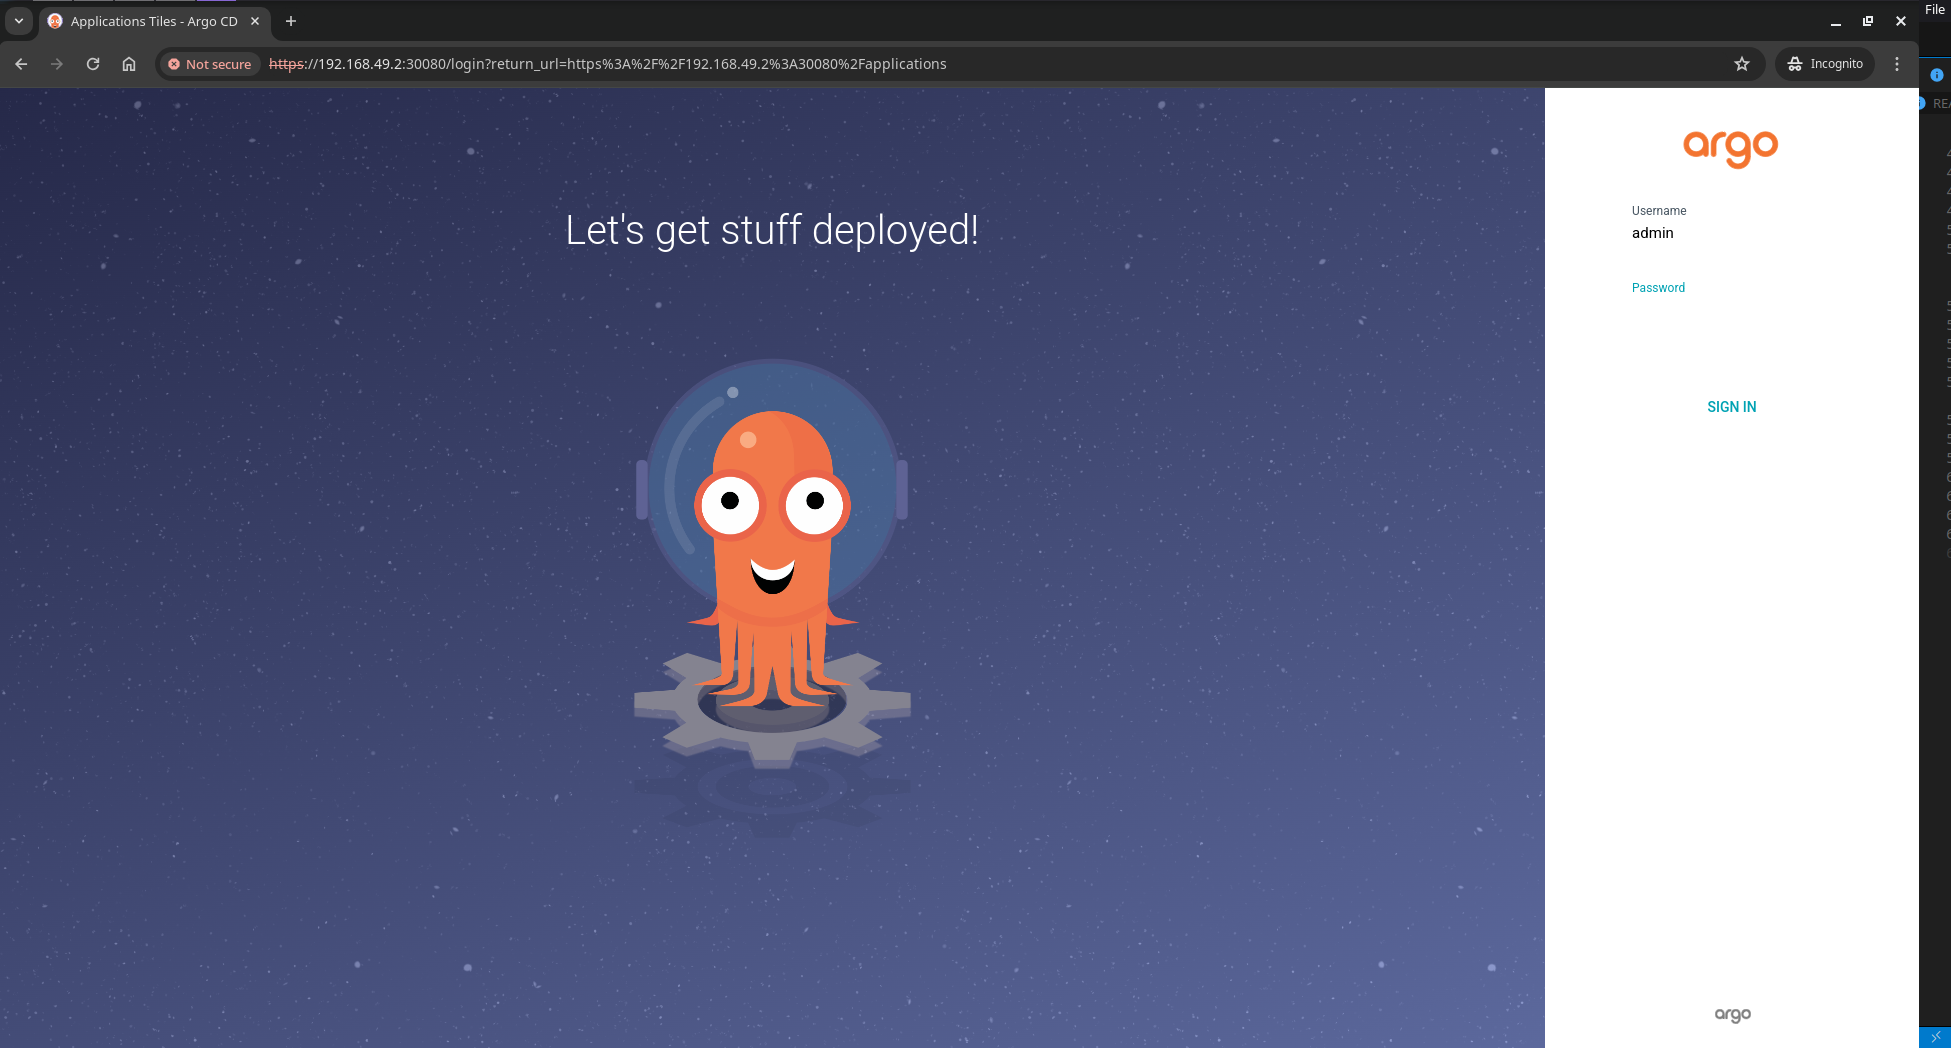 Applications Tiles - Argo CD
File
Not secure
https://192.168.49.2:30080/login?return_url=https%3A%2F%2F192.168.49.2%3A30080%2Fapplications
Incognito
Let's get stuff deployed!
argo
Username
admin
Password
SIGN IN
argo